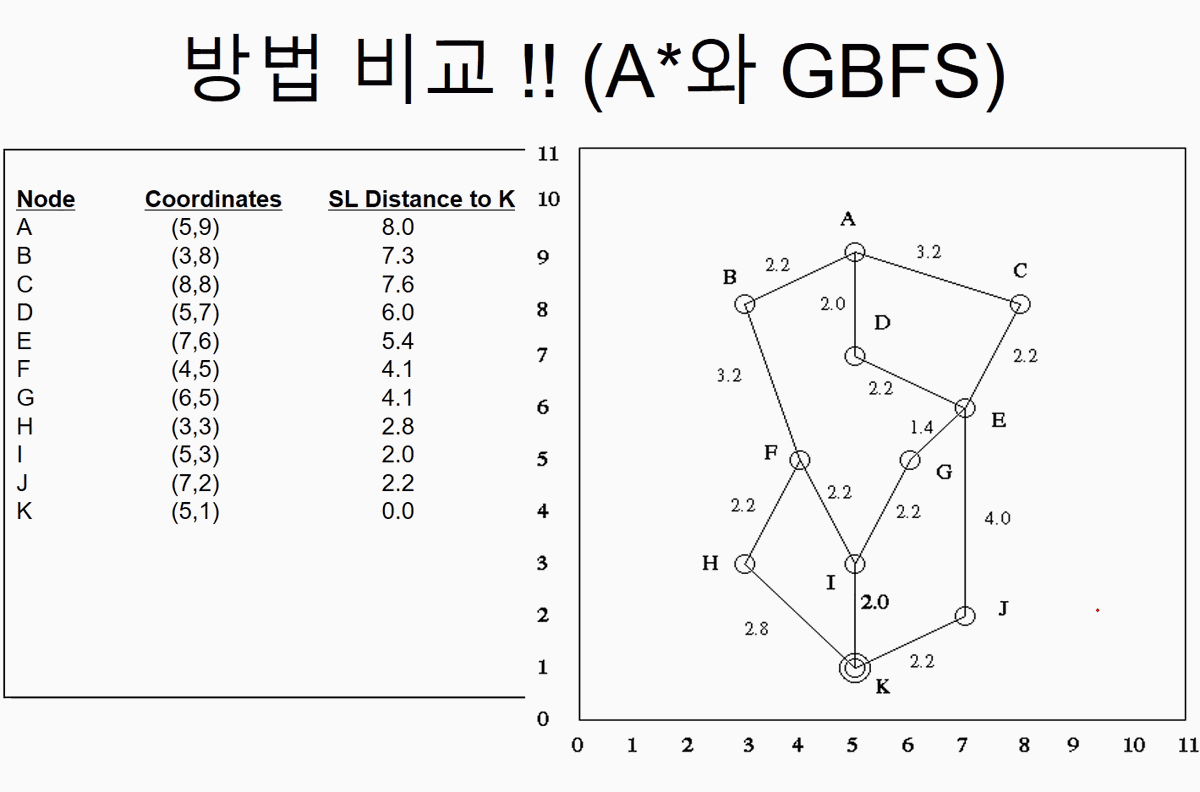 방법 비교 !! (A*와 GBFS)
Node Coordinates SL Distance to K
A (5,9) 8.0
B (3,8) 7.3
C (8,8) 7.6
D (5,7) 6.0
E (7,6) 5.4
F (4,5) 4.1
G (6,5) 4.1
H (3,3) 2.8
I (5,3) 2.0
J (7,2) 2.2
K (5,1) 0.0
11
10
9
8
7
6
5
4
3
2
1
0
A
2.2 3.2
B C
2.0 D
3.2 2.2 2.2
1.4 E
F G
2.2 2.2 2.2 4.0
H I
2.0 J
2.8 2.2
K
0 1 2 3 4 5 6 7 8 9 10 11